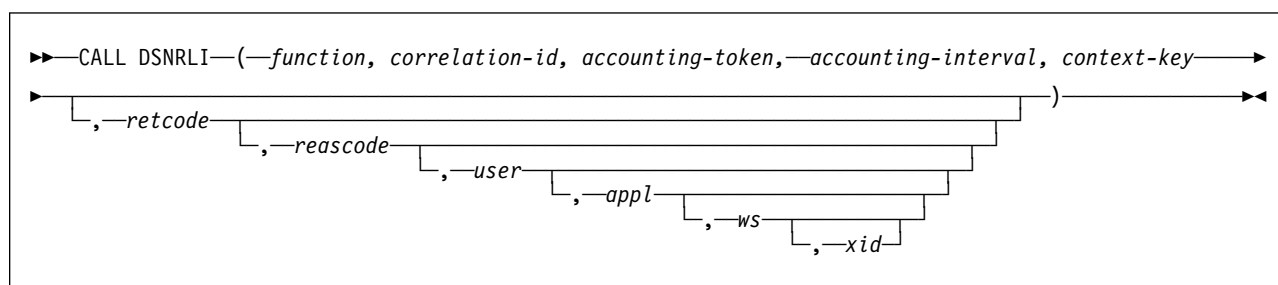 CALL DSNRLI ( function, correlation-id, accounting-token, accounting-interval, context-key
)
, retcode
, reascode
, user
, appl
, ws
, xid